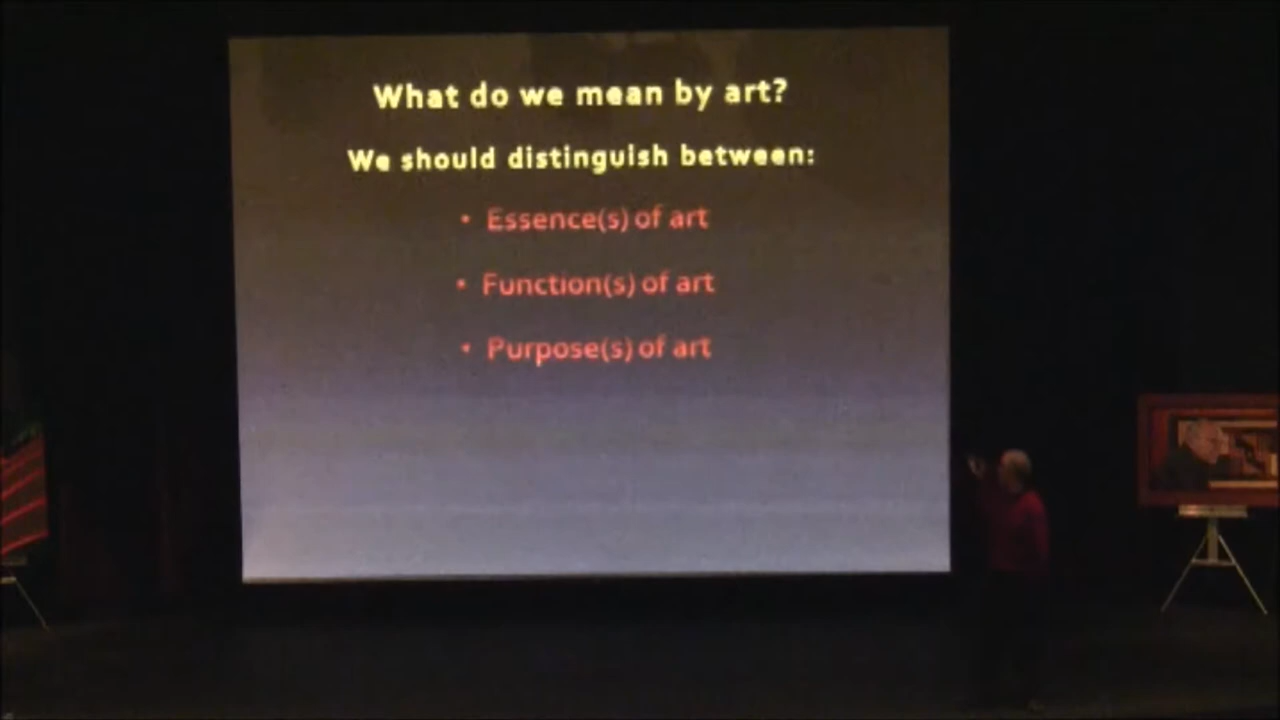 What do we mean by art?
We should distinguish between:
• Essence(s) of art
• Function(s) of art
• Purpose(s) of art